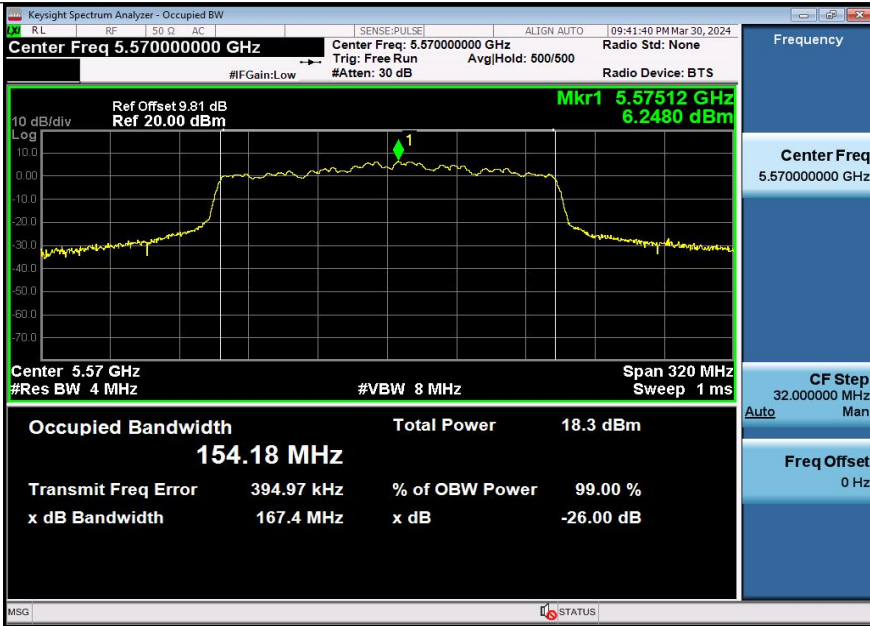 Keysight Spectrum Analyzer - Occupied BW
LXI RL RF 50 Ω AC SENSE:PULSE ALIGN AUTO 09:41:40 PM Mar 30, 2024
Center Freq 5.570000000 GHz
Center Freq: 5.570000000 GHz
Radio Std: None
Trig: Free Run Avg|Hold: 500/500
#IFGain:Low #Atten: 30 dB Radio Device: BTS
Ref Offset 9.81 dB
Mkr1 5.57512 GHz
10 dB/div Ref 20.00 dBm 6.2480 dBm
Log
1
10.0
0.00
-10.0
-20.0
-30.0
-40.0
-50.0
-60.0
-70.0
Center 5.57 GHz Span 320 MHz
#Res BW 4 MHz #VBW 8 MHz Sweep 1 ms
Occupied Bandwidth Total Power 18.3 dBm
154.18 MHz
Transmit Freq Error 394.97 kHz % of OBW Power 99.00 %
x dB Bandwidth 167.4 MHz x dB -26.00 dB
Frequency
Center Freq
5.570000000 GHz
CF Step
32.000000 MHz
Auto Man
Freq Offset
0 Hz
MSG STATUS